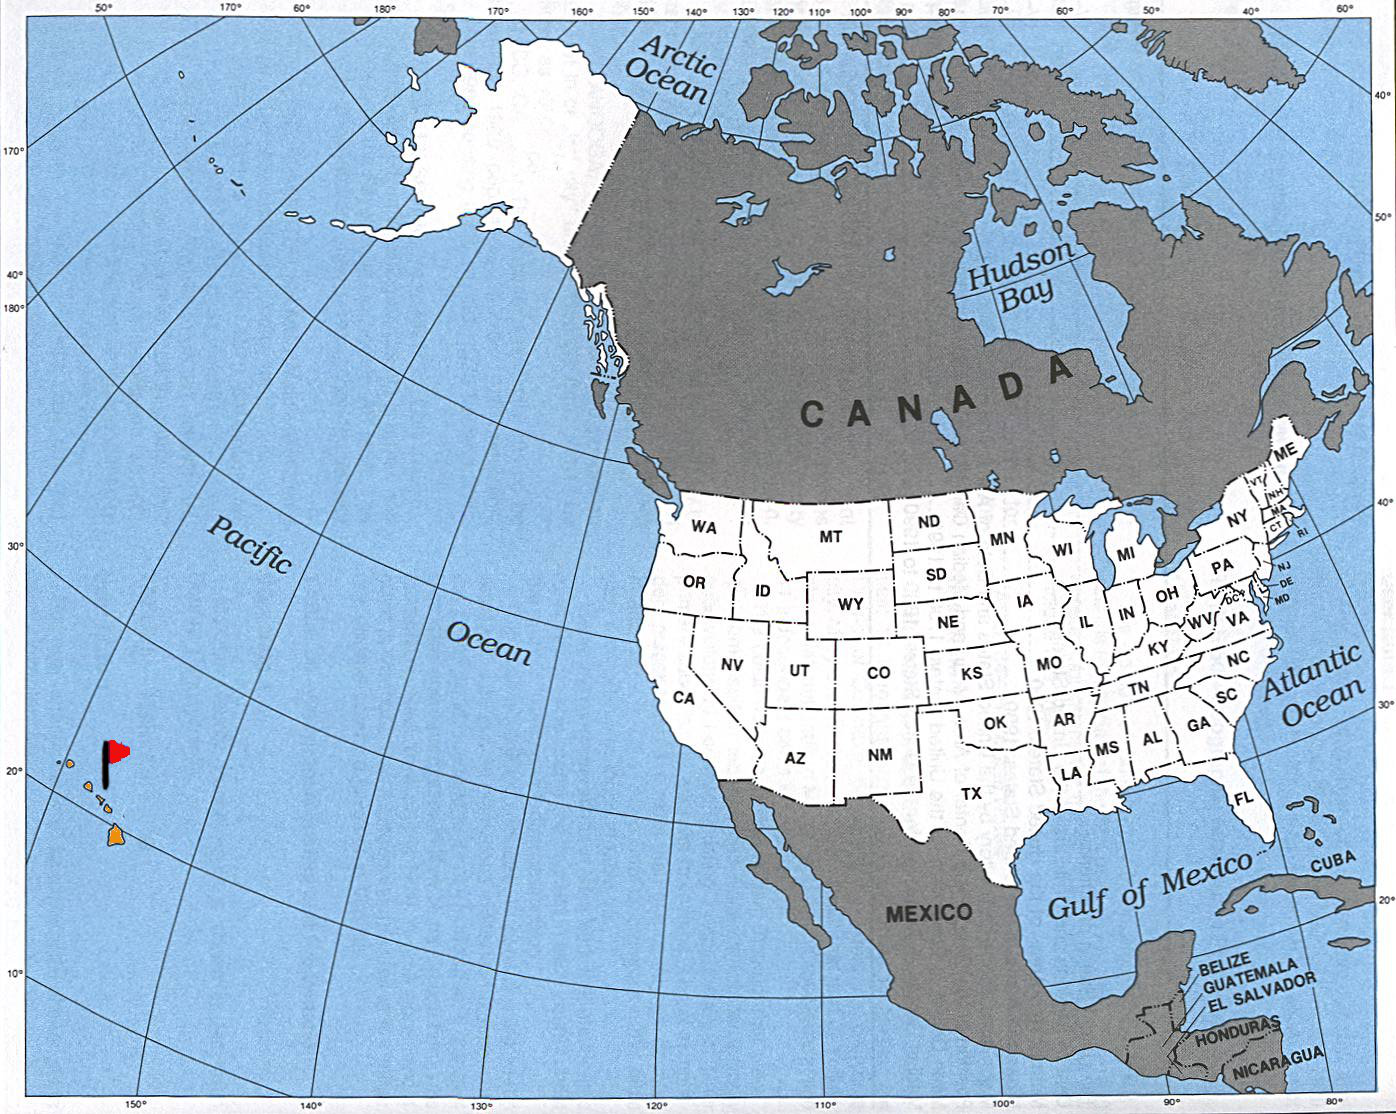 50° 170° 60° 180° 70° 170° 160° 150° 140° 130° 120° 110° 100° 90° 80° 70° 60° 50° 40° 60°
Arctic
Ocean
40°
170°
50°
Hudson
Bay
40°
180°
CANADA
ME
VT
NH
40°
WA
MT
ND
MN
NY
MA
CT
RI
Pacific
30°
OR
ID
SD
WI
MI
PA
NJ
WY
IA
IL
IN
OH
DE
DC
MD
NE
WV
VA
Ocean
NV
UT
CO
KS
MO
KY
NC
Atlantic
Ocean
CA
TN
SC
30°
AZ
NM
OK
AR
MS
AL
GA
20°
TX
LA
FL
CUBA
Gulf of Mexico
20°
MEXICO
10°
BELIZE
GUATEMALA
EL SALVADOR
HONDURAS
NICARAGUA
150° 140° 130° 120° 110° 100° 90° 80°